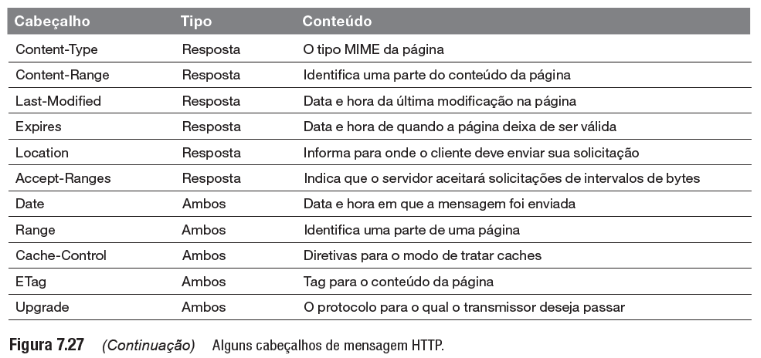 Cabeçalho Tipo Conteúdo
Content-Type Resposta O tipo MIME da página
Content-Range Resposta Identifica uma parte do conteúdo da página
Last-Modified Resposta Data e hora da última modificação na página
Expires Resposta Data e hora de quando a página deixa de ser válida
Location Resposta Informa para onde o cliente deve enviar sua solicitação
Accept-Ranges Resposta Indica que o servidor aceitará solicitações de intervalos de bytes
Date Ambos Data e hora em que a mensagem foi enviada
Range Ambos Identifica uma parte de uma página
Cache-Control Ambos Diretivas para o modo de tratar caches
ETag Ambos Tag para o conteúdo da página
Upgrade Ambos O protocolo para o qual o transmissor deseja passar
Figura 7.27 (Continuação) Alguns cabeçalhos de mensagem HTTP.